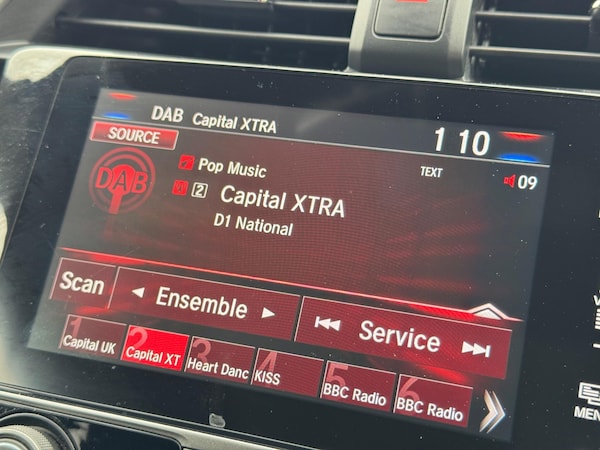 DAB Capital XTRA
1 10
SOURCE
TEXT
09
DAB
Pop Music
2 Capital XTRA
D1 National
Scan
Ensemble
Service
1 Capital UK
2 Capital XT
3 Heart Danc
4 KISS
5 BBC Radio
6 BBC Radio